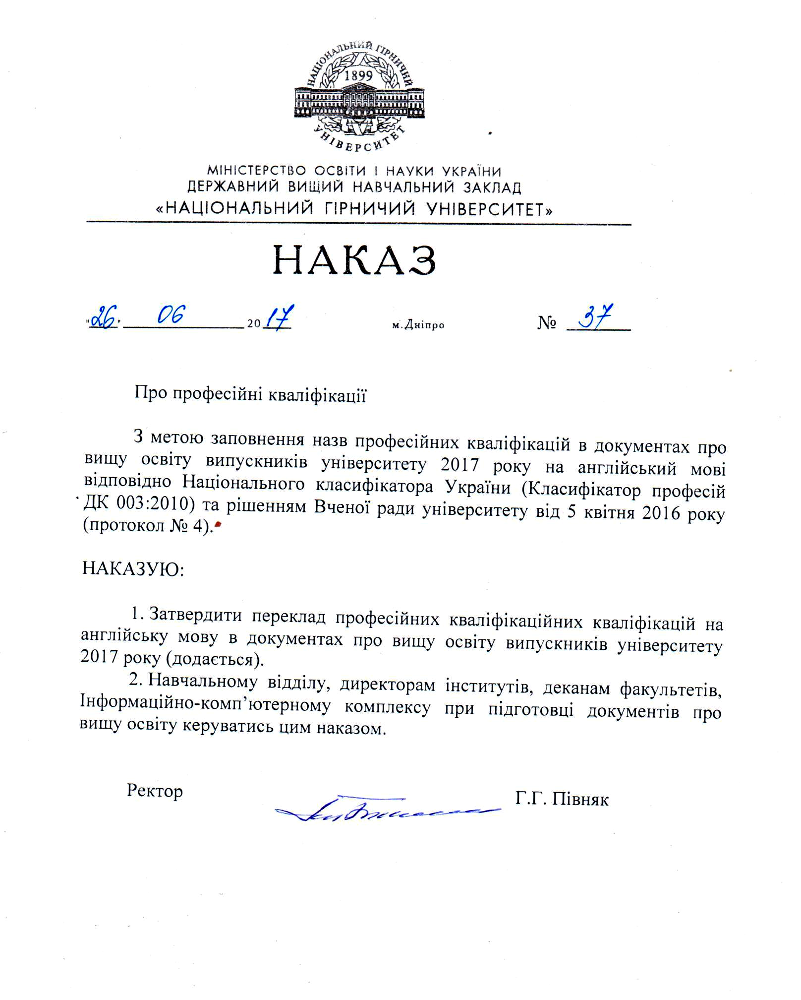 НАЦІОНАЛЬНИЙ ГІРНИЧИЙ
1899
УНІВЕРСИТЕТ
МІНІСТЕРСТВО ОСВІТИ І НАУКИ УКРАЇНИ
ДЕРЖАВНИЙ ВИЩИЙ НАВЧАЛЬНИЙ ЗАКЛАД
«НАЦІОНАЛЬНИЙ ГІРНИЧИЙ УНІВЕРСИТЕТ»
НАКАЗ
"26" 06 2017 м.Дніпро № 37
Про професійні кваліфікації
З метою заповнення назв професійних кваліфікацій в документах про
вищу освіту випускників університету 2017 року на англійський мові
відповідно Національного класифікатора України (Класифікатор професій
ДК 003:2010) та рішенням Вченої ради університету від 5 квітня 2016 року
(протокол № 4).
НАКАЗУЮ:
1. Затвердити переклад професійних кваліфікаційних кваліфікацій на
англійську мову в документах про вищу освіту випускників університету
2017 року (додається).
2. Навчальному відділу, директорам інститутів, деканам факультетів,
Інформаційно-комп’ютерному комплексу при підготовці документів про
вищу освіту керуватись цим наказом.
Ректор Г.Г. Півняк